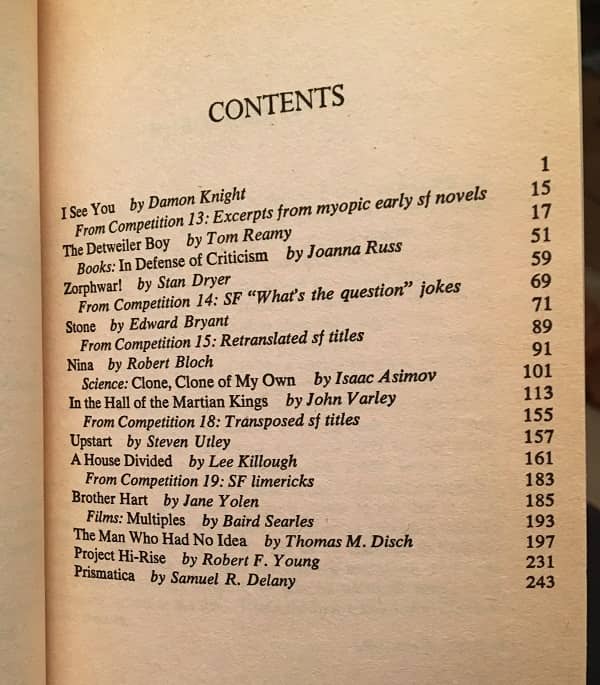 CONTENTS
I See You by Damon Knight 1
From Competition 13: Excerpts from myopic early sf novels 15
The Detweiler Boy by Tom Reamy 17
Books: In Defense of Criticism by Joanna Russ 51
Zorphwar! by Stan Dryer 59
From Competition 14: SF "What's the question" jokes 69
Stone by Edward Bryant 71
From Competition 15: Retranslated sf titles 89
Nina by Robert Bloch 91
Science: Clone, Clone of My Own by Isaac Asimov 101
In the Hall of the Martian Kings by John Varley 113
From Competition 18: Transposed sf titles 155
Upstart by Steven Utley 157
A House Divided by Lee Killough 161
From Competition 19: SF limericks 183
Brother Hart by Jane Yolen 185
Films: Multiples by Baird Searles 193
The Man Who Had No Idea by Thomas M. Disch 197
Project Hi-Rise by Robert F. Young 231
Prismatica by Samuel R. Delany 243